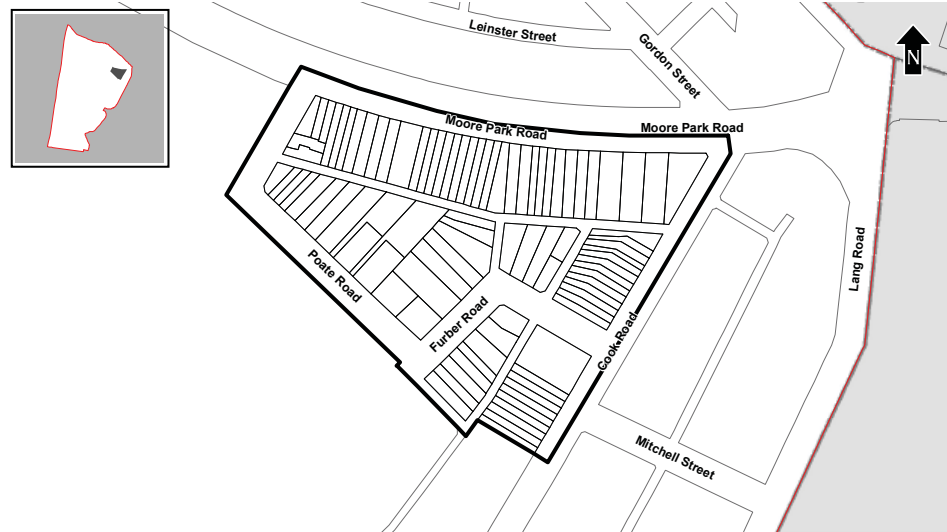 Leinster Street
Gordon Street
N
Moore Park Road
Moore Park Road
Poate Road
Furber Road
Cook Road
Lang Road
Mitchell Street